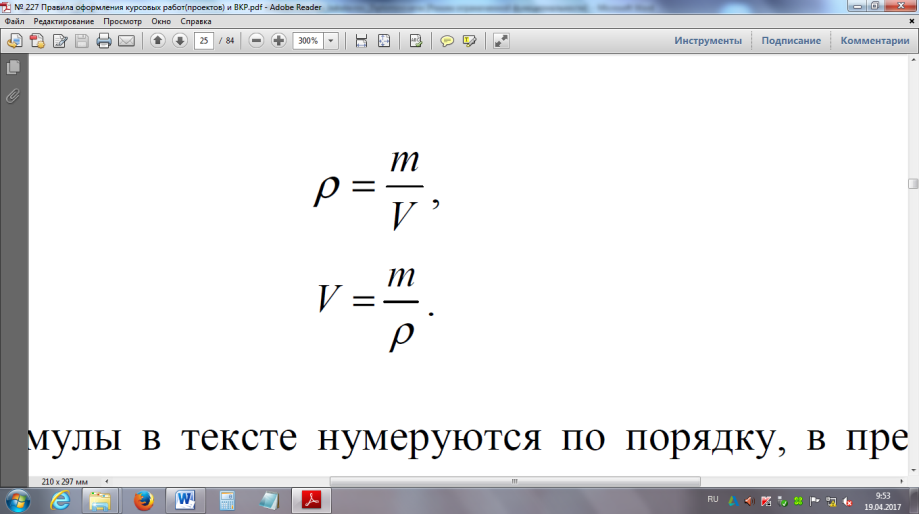 № 227 Правила оформления курсовых работ(проектов) и ВКР.pdf - Adobe Reader
Файл Редактирование Просмотр Окно Справка
25 / 84 300% Инструменты Подписание Комментарии
ρ = m / V ,
V = m / ρ .
мулы в тексте нумеруются по порядку, в пре
210 x 297 мм
RU 9:53
19.04.2017